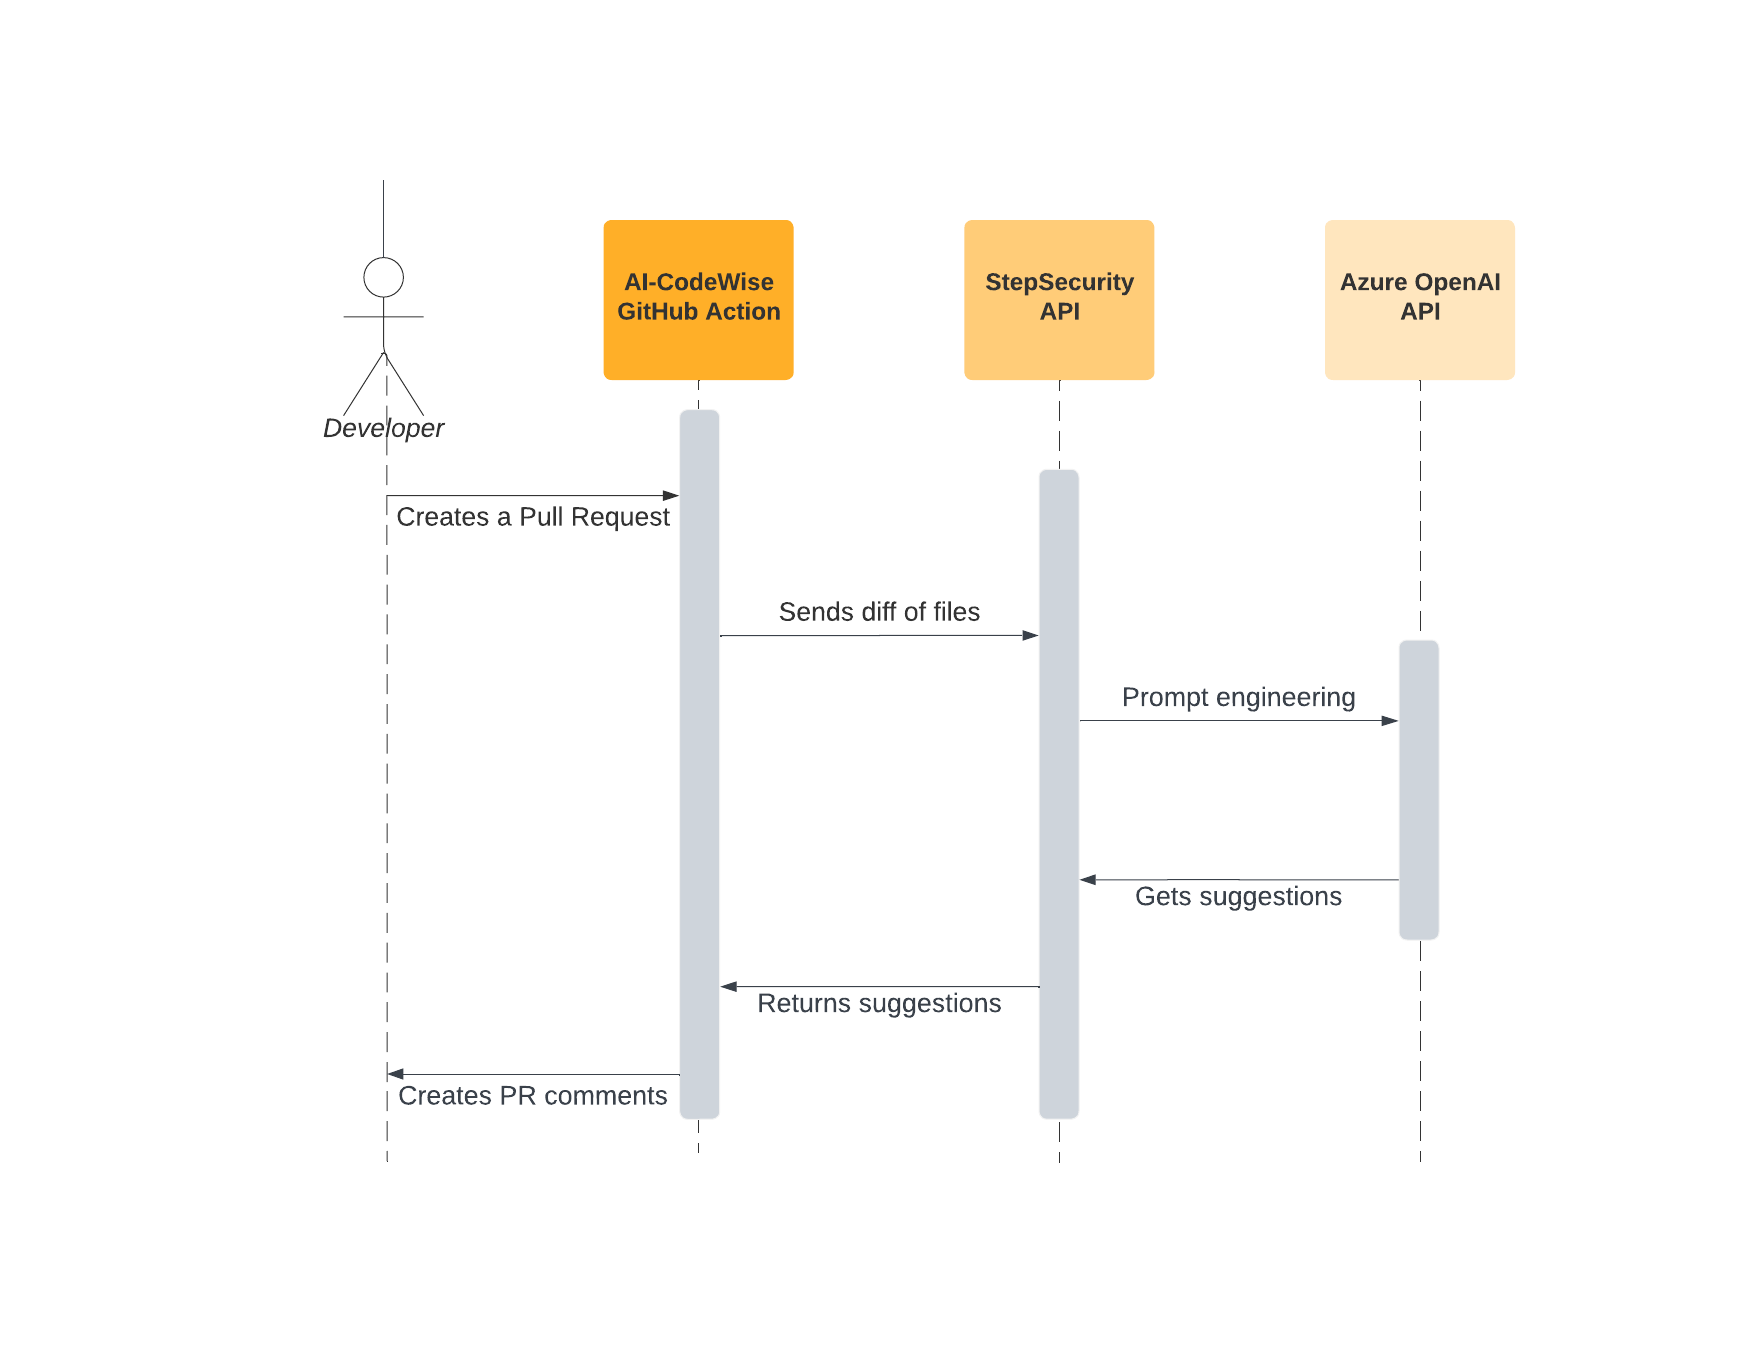 AI-CodeWise
GitHub Action
StepSecurity
API
Azure OpenAI
API
Developer
Creates a Pull Request
Sends diff of files
Prompt engineering
Gets suggestions
Returns suggestions
Creates PR comments